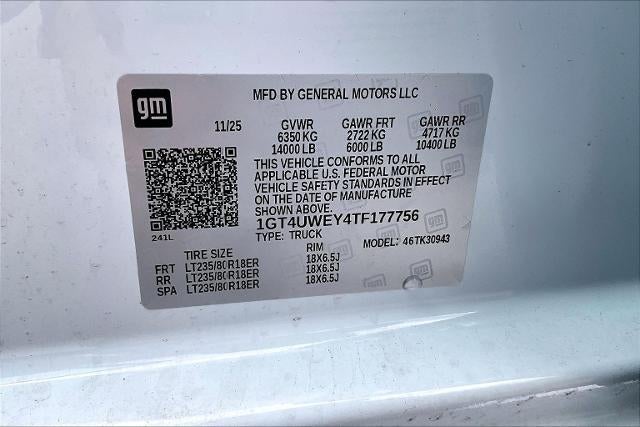 gm
MFD BY GENERAL MOTORS LLC
11/25 GVWR GAWR FRT GAWR RR
6350 KG 2722 KG 4717 KG
14000 LB 6000 LB 10400 LB
THIS VEHICLE CONFORMS TO ALL
APPLICABLE U.S. FEDERAL MOTOR
VEHICLE SAFETY STANDARDS IN EFFECT
ON THE DATE OF MANUFACTURE
SHOWN ABOVE.
1GT4UWEY4TF177756
241L
TYPE: TRUCK MODEL: 46TK30943
TIRE SIZE RIM
FRT LT235/80R18ER 18X6.5J
RR LT235/80R18ER 18X6.5J
SPA LT235/80R18ER 18X6.5J